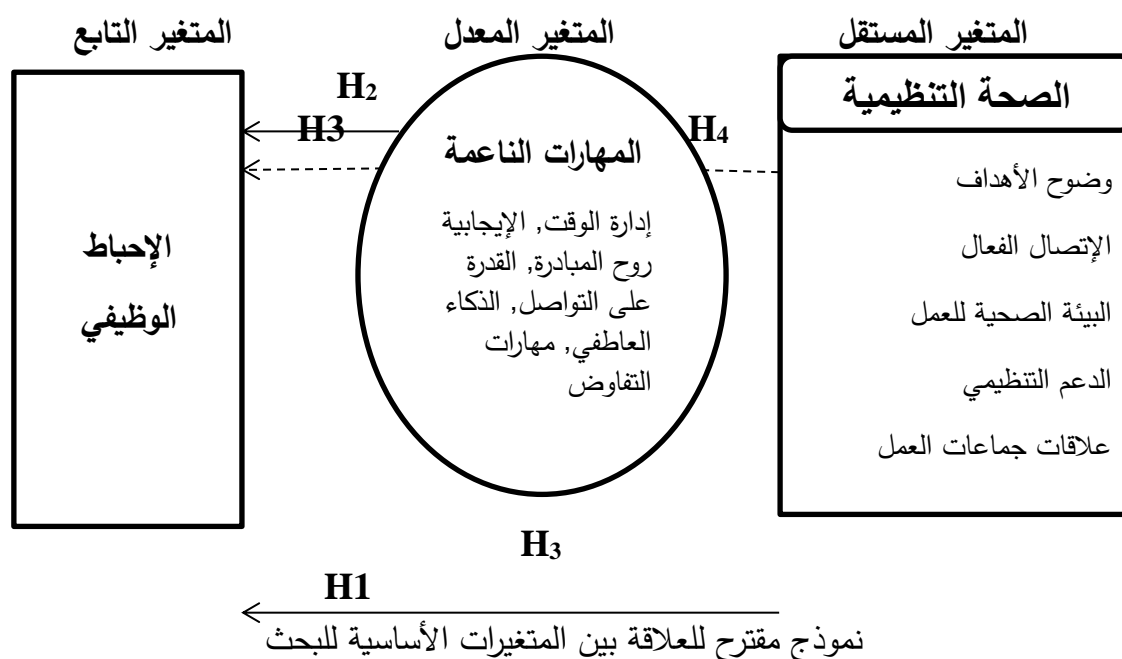 المتغير المستقل
المتغير المعدل
المتغير التابع
الصحة التنظيمية
وضوح الأهداف
الإتصال الفعال
البيئة الصحية للعمل
الدعم التنظيمي
علاقات جماعات العمل
H4
المهارات الناعمة
إدارة الوقت, الإيجابية
روح المبادرة, القدرة
على التواصل, الذكاء
العاطفي, مهارات
التفاوض
H2
H3
الإحباط
الوظيفي
H3
H1
نموذج مقترح للعلاقة بين المتغيرات الأساسية للبحث